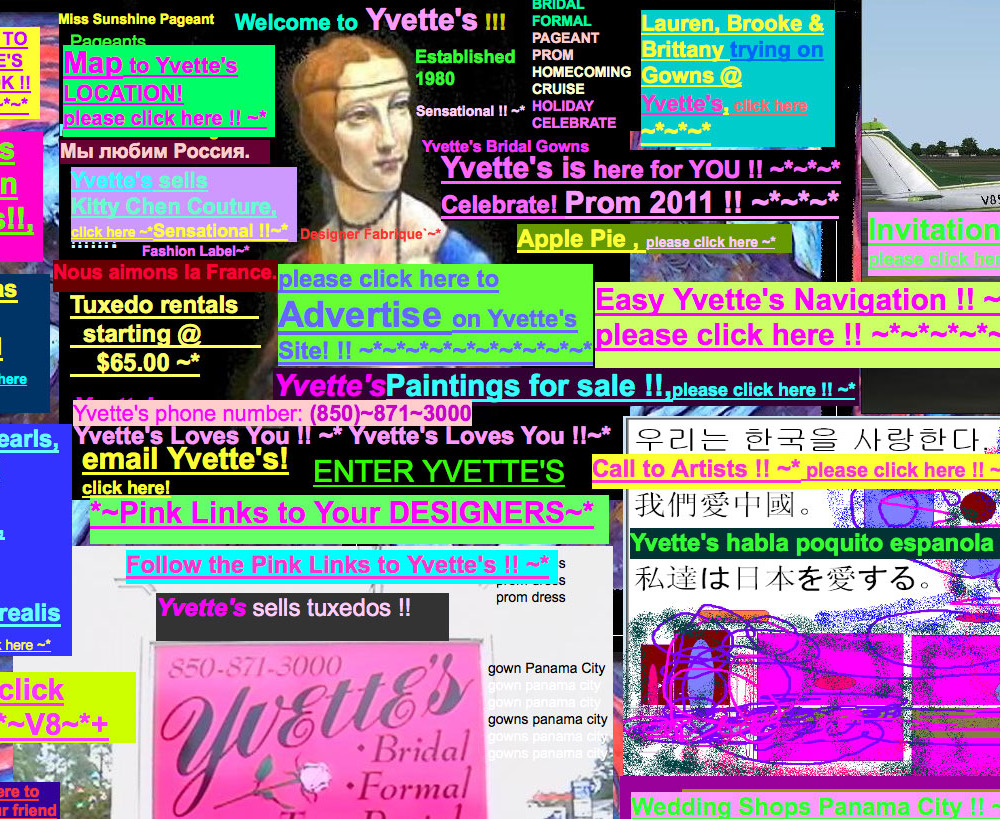 TO
E'S
K !!
~*~
s
n
s!!,
as
here
earls,
realis
here ~*
click
*~V8~*+
ere to
ur friend
Miss Sunshine Pageant
Pageants
Map to Yvette's
LOCATION!
please click here !! ~*
Мы любим Россия.
Yvette's sells
Kitty Chen Couture,
click here ~*Sensational !!~*
Fashion Label~*
Nous aimons la France.
Tuxedo rentals
starting @
$65.00 ~*
Welcome to Yvette's !!!
Established
1980
Sensational !! ~*
BRIDAL
FORMAL
PAGEANT
PROM
HOMECOMING
CRUISE
HOLIDAY
CELEBRATE
Yvette's Bridal Gowns
Lauren, Brooke &
Brittany trying on
Gowns @
Yvette's, click here
~*~*~*
Yvette's is here for YOU !! ~*~*~*
Celebrate! Prom 2011 !! ~*~*~*
Designer Fabrique`~*
Apple Pie , please click here ~*
V8
Invitation
please click her
please click here to
Advertise on Yvette's
Site! !! ~*~*~*~*~*~*~*~*~*~*~*
Easy Yvette's Navigation !! ~
please click here !! ~*~*~*~*~
Yvette'sPaintings for sale !!,please click here !! ~*
Yvette's phone number: (850)~871~3000
Yvette's Loves You !! ~* Yvette's Loves You !!~*
email Yvette's!
click here!
ENTER YVETTE'S
우리는 한국을 사랑한다.
Call to Artists !! ~* please click here !! ~
我們愛中國。
*~Pink Links to Your DESIGNERS~*
Yvette's habla poquito espanola
Follow the Pink Links to Yvette's !! ~*
私達は日本を愛する。
prom dress
Yvette's sells tuxedos !!
850-871-3000
Yvette's
·Bridal
·Formal
gown Panama City
gown panama city
gown panama city
gowns panama city
gowns panama city
gowns panama city
Wedding Shops Panama City !! ~